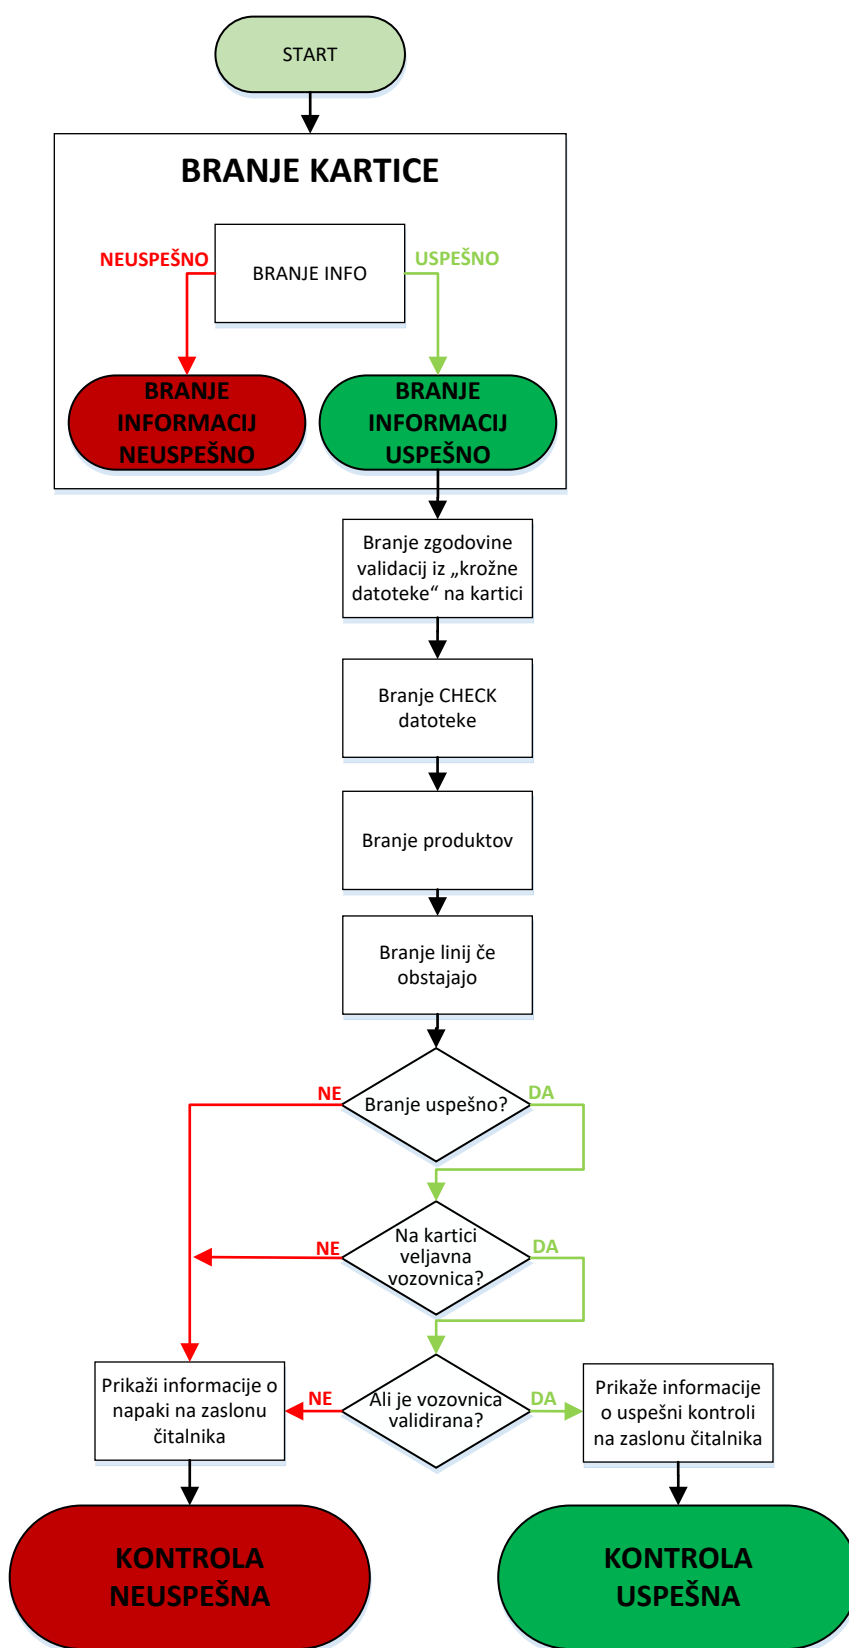 START
BRANJE KARTICE
NEUSPEŠNO
USPEŠNO
BRANJE INFO
BRANJE
INFORMACIJ
NEUSPEŠNO
BRANJE
INFORMACIJ
USPEŠNO
Branje zgodovine
validacij iz „krožne
datoteke“ na kartici
Branje CHECK
datoteke
Branje produktov
Branje linij če
obstajajo
NE
DA
Branje uspešno?
NE
DA
Na kartici
veljavna
vozovnica?
Prikaži informacije o
napaki na zaslonu
čitalnika
NE
Ali je vozovnica
validirana?
DA
Prikaže informacije
o uspešni kontroli
na zaslonu čitalnika
KONTROLA
NEUSPEŠNA
KONTROLA
USPEŠNA